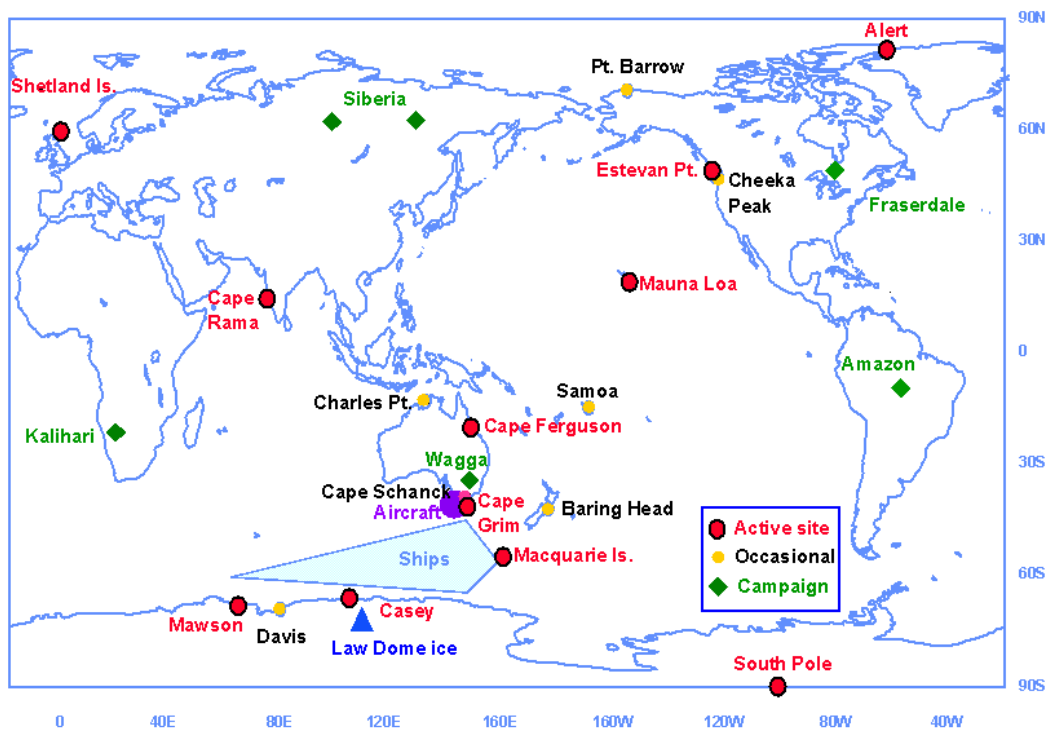 90N
Alert
Pt. Barrow
Shetland Is.
Siberia
60N
Estevan Pt.
Cheeka
Peak
Fraserdale
30N
Mauna Loa
Cape
Rama
0
Amazon
Samoa
Charles Pt.
Cape Ferguson
Kalihari
Wagga
30S
Cape Schanck
Aircraft
Cape
Grim
Baring Head
Active site
Occasional
Campaign
Ships
Macquarie Is.
60S
Mawson
Casey
Davis
Law Dome ice
South Pole
90S
0 40E 80E 120E 160E 160W 120W 80W 40W